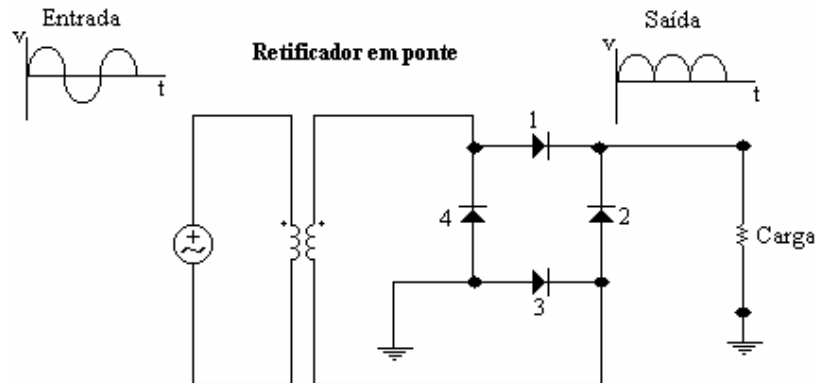 Entrada
v
t
Retificador em ponte
Saída
v
t
1
4
2
3
Carga